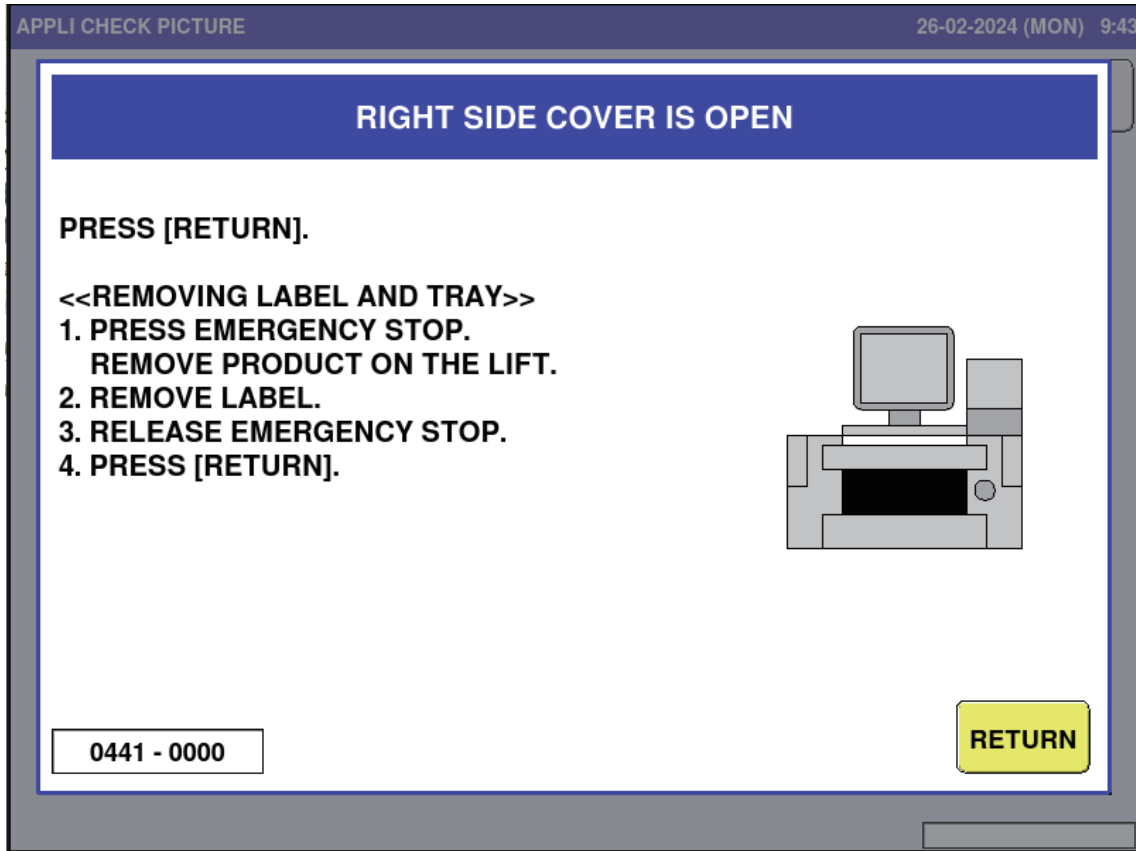 APPLI CHECK PICTURE 26-02-2024 (MON) 9:43
RIGHT SIDE COVER IS OPEN
PRESS [RETURN].
<<REMOVING LABEL AND TRAY>>
1. PRESS EMERGENCY STOP.
REMOVE PRODUCT ON THE LIFT.
2. REMOVE LABEL.
3. RELEASE EMERGENCY STOP.
4. PRESS [RETURN].
0441 - 0000
RETURN